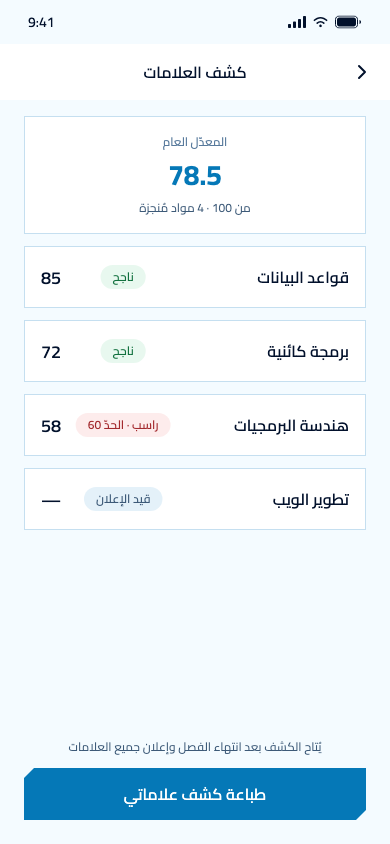 9:41
كشف العلامات
المعدّل العام
78.5
من 100 · 4 مواد مُنجزة
قواعد البيانات ناجح 85
برمجة كائنية ناجح 72
هندسة البرمجيات راسب · الحدّ 60 58
تطوير الويب قيد الإعلان —
يُتاح الكشف بعد انتهاء الفصل وإعلان جميع العلامات
طباعة كشف علاماتي